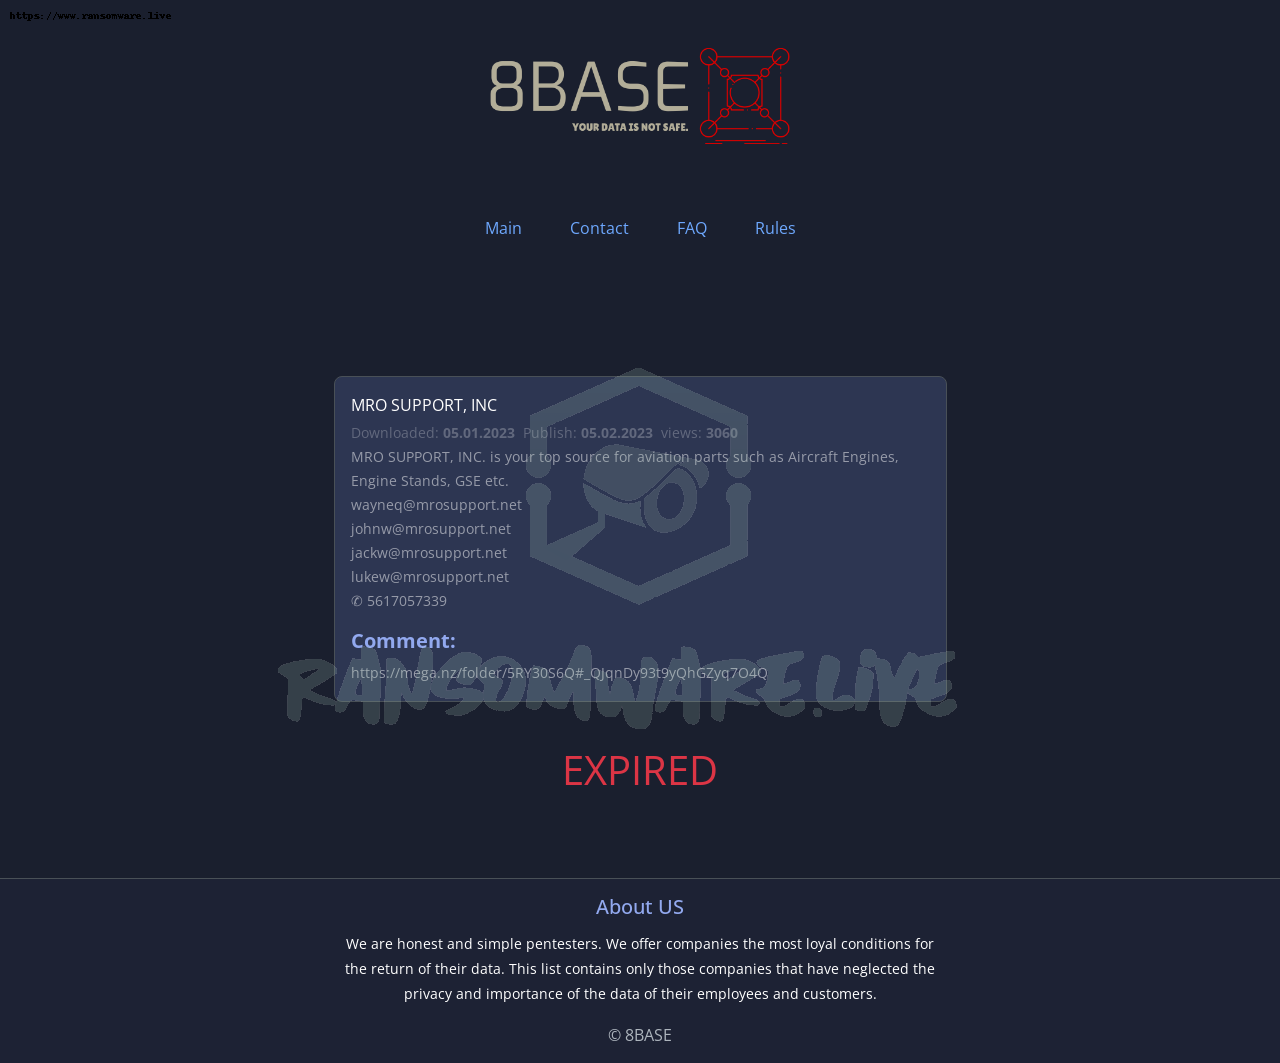 https://www.ransomware.live
8BASE
YOUR DATA IS NOT SAFE.
Main Contact FAQ Rules
MRO SUPPORT, INC
Downloaded: 05.01.2023 Publish: 05.02.2023 views: 3060
MRO SUPPORT, INC. is your top source for aviation parts such as Aircraft Engines,
Engine Stands, GSE etc.
wayneq@mrosupport.net
johnw@mrosupport.net
jackw@mrosupport.net
lukew@mrosupport.net
✆ 5617057339
Comment:
https://mega.nz/folder/5RY30S6Q#_QJqnDy93t9yQhGZyq7O4Q
RANSOMWARE.LIVE
EXPIRED
About US
We are honest and simple pentesters. We offer companies the most loyal conditions for
the return of their data. This list contains only those companies that have neglected the
privacy and importance of the data of their employees and customers.
© 8BASE